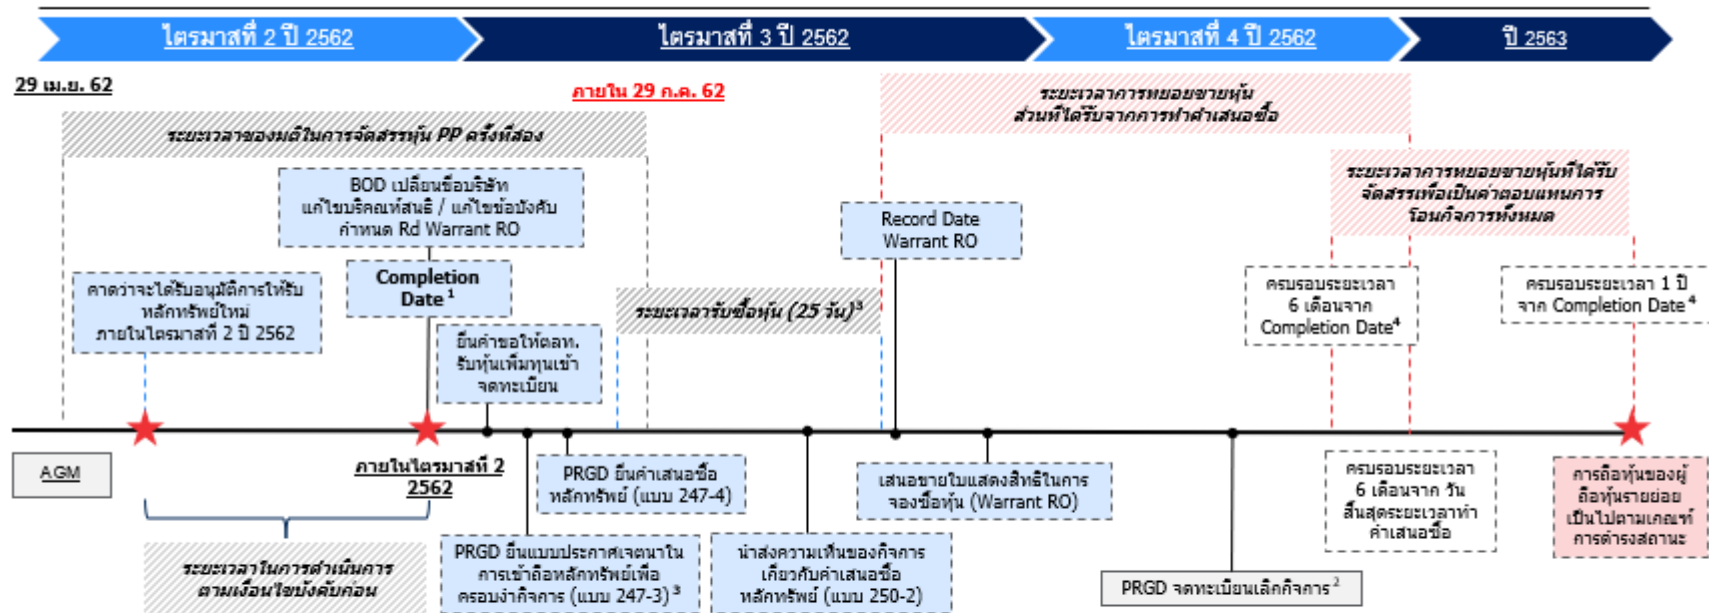 ไตรมาสที่ 2 ปี 2562
ไตรมาสที่ 3 ปี 2562
ไตรมาสที่ 4 ปี 2562
ปี 2563
29 เม.ย. 62
ภายใน 29 ก.ค. 62
ระยะเวลาของมติในการจัดสรรหุ้น PP ครั้งที่สอง
ระยะเวลาการทยอยขายหุ้น
ส่วนที่ได้รับจากการทำคำเสนอซื้อ
ระยะเวลาการทยอยขายหุ้นที่ได้รับ
จัดสรรเพื่อเป็นค่าตอบแทนการ
โอนกิจการทั้งหมด
BOD เปลี่ยนชื่อบริษัท
แก้ไขบริคณห์สนธิ / แก้ไขข้อบังคับ
กำหนด Rd Warrant RO
Record Date
Warrant RO
คาดว่าจะได้รับอนุมัติการให้รับ
หลักทรัพย์ใหม่
ภายในไตรมาสที่ 2 ปี 2562
Completion
Date 1
ระยะเวลารับซื้อหุ้น (25 วัน)3
ครบรอบระยะเวลา
6 เดือนจาก
Completion Date4
ครบรอบระยะเวลา 1 ปี
จาก Completion Date4
ยื่นคำขอให้ตลท.
รับหุ้นเพิ่มทุนเข้า
จดทะเบียน
AGM
ภายในไตรมาสที่ 2
2562
PRGD ยื่นคำเสนอซื้อ
หลักทรัพย์ (แบบ 247-4)
เสนอขายใบแสดงสิทธิในการ
จองซื้อหุ้น (Warrant RO)
ครบรอบระยะเวลา
6 เดือนจาก วัน
สิ้นสุดระยะเวลาทำ
คำเสนอซื้อ
การถือหุ้นของผู้
ถือหุ้นรายย่อย
เป็นไปตามเกณฑ์
การดำรงสถานะ
ระยะเวลาในการดำเนินการ
ตามเงื่อนไขบังคับก่อน
PRGD ยื่นแบบประกาศเจตนาใน
การเข้าถือหลักทรัพย์เพื่อ
ครอบงำกิจการ (แบบ 247-3) 3
นำส่งความเห็นของกิจการ
เกี่ยวกับคำเสนอซื้อ
หลักทรัพย์ (แบบ 250-2)
PRGD จดทะเบียนเลิกกิจการ2